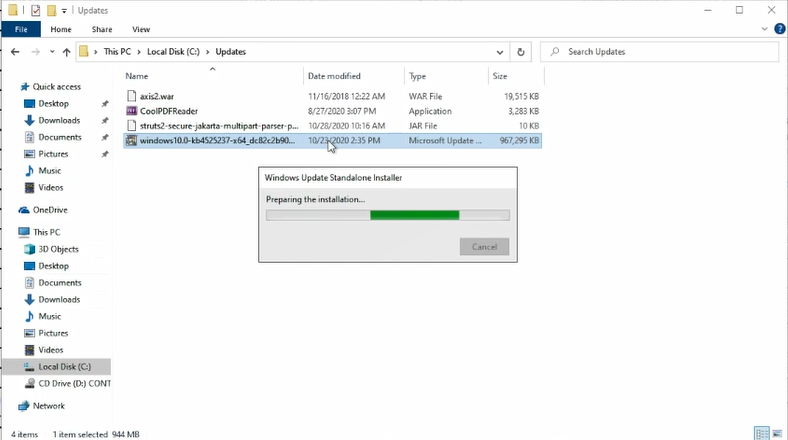 Updates
File Home Share View
This PC Local Disk (C:) Updates
Search Updates
Name Date modified Type Size
axis2.war 11/16/2018 12:22 AM WAR File 19,515 KB
CoolPDFReader 8/27/2020 3:07 PM Application 3,283 KB
struts2-secure-jakarta-multipart-parser-p... 10/28/2020 10:16 AM JAR File 10 KB
windows10.0-kb4525237-x64_dc82c2b90... 10/23/2020 2:35 PM Microsoft Update ... 967,295 KB
Quick access
Desktop
Downloads
Documents
Pictures
Music
Videos
OneDrive
This PC
3D Objects
Desktop
Documents
Downloads
Music
Pictures
Videos
Local Disk (C:)
CD Drive (D:) CONT
Network
Windows Update Standalone Installer
Preparing the installation...
Cancel
4 items 1 item selected 944 MB